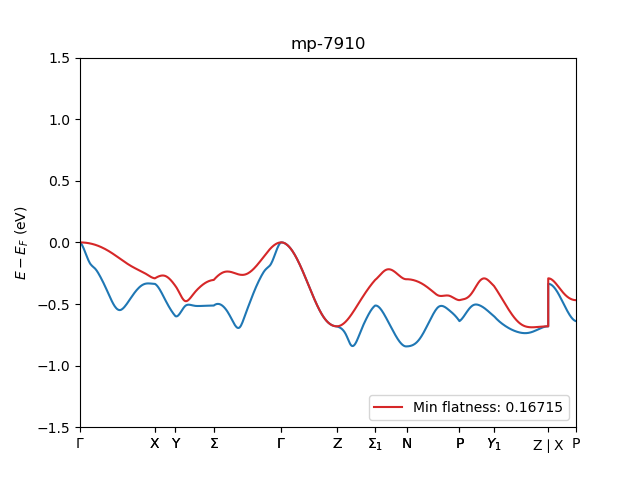 mp-7910
E − E_F (eV)
1.5
1.0
0.5
0.0
−0.5
−1.0
−1.5
Γ X Y Σ Γ Z Σ₁ N P Y₁ Z | X P
Min flatness: 0.16715